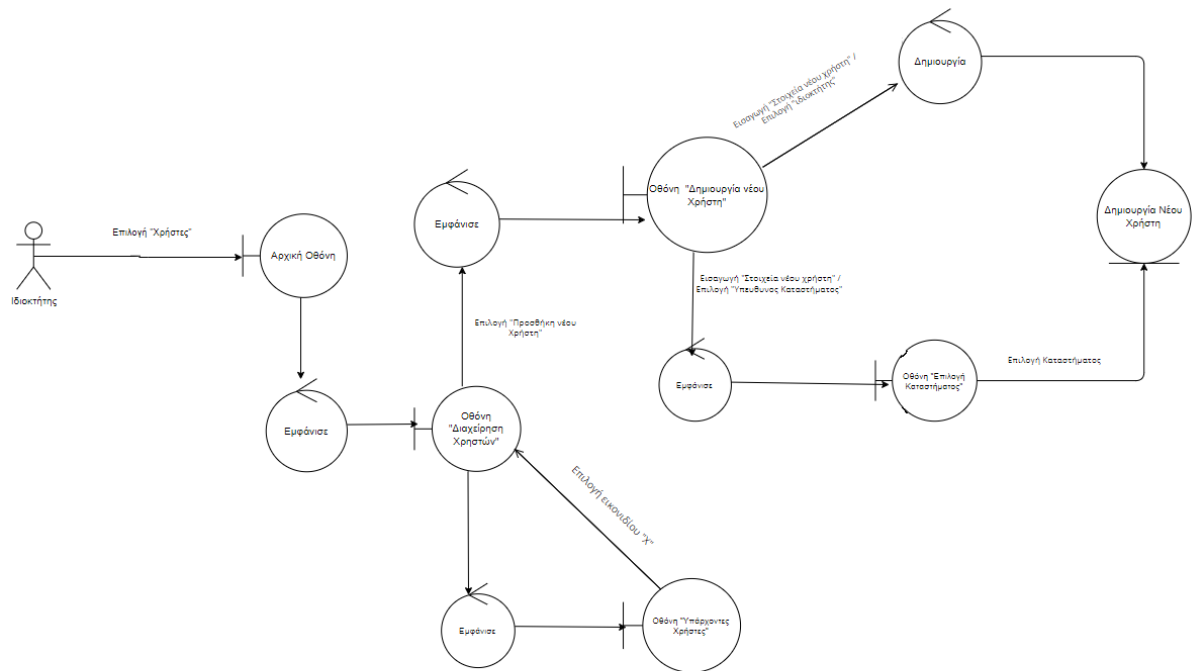 Δημιουργία
Εισαγωγή "Στοιχεία νέου χρήστη" /
Επιλογή "ιδιοκτήτης"
Οθόνη "Δημιουργία νέου
Χρήστη"
Εμφάνισε
Δημιουργία Νέου
Χρήστη
Επιλογή "Χρήστες"
Αρχική Οθόνη
Ιδιοκτήτης
Εισαγωγή "Στοιχεία νέου χρήστη" /
Επιλογή "Υπευθυνος Καταστήματος"
Επιλογή "Προσθήκη νέου
Χρήστη"
Εμφάνισε
Οθόνη "Επιλογή
Καταστήματος"
Επιλογή Καταστήματος
Εμφάνισε
Οθόνη
"Διαχείρηση
Χρηστών"
Επιλογή εικονιδίου "Χ"
Εμφάνισε
Οθόνη "Υπάρχοντες
Χρήστες"